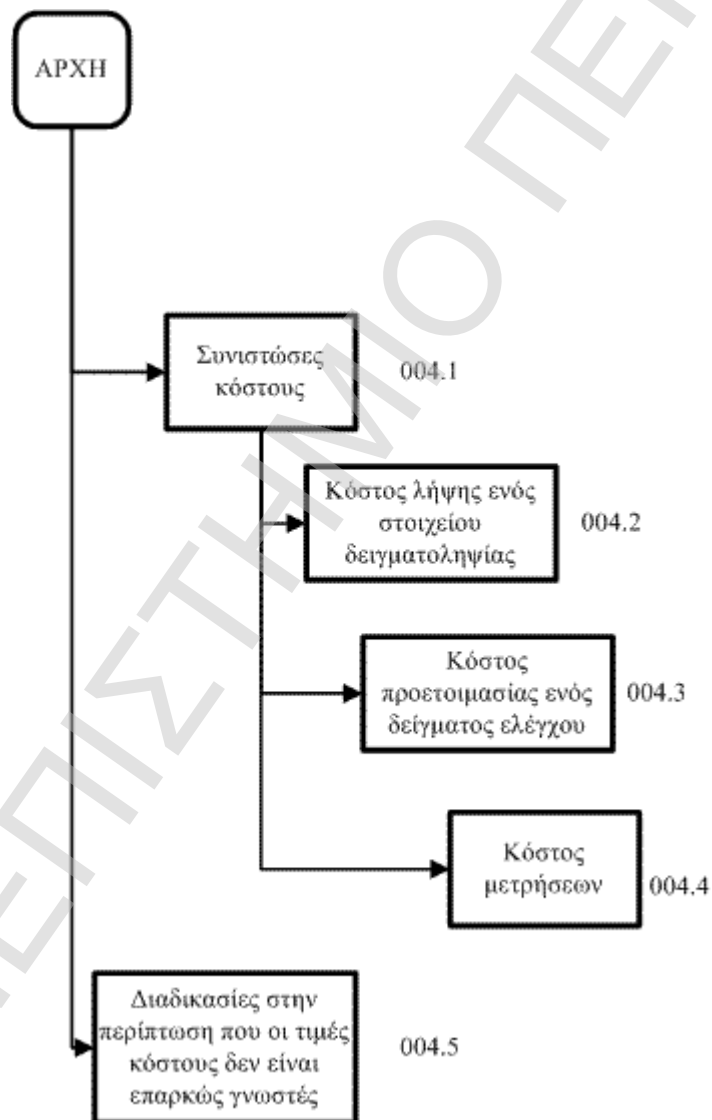 ΑΡΧΗ
Συνιστώσες
κόστους
004.1
Κόστος λήψης ενός
στοιχείου
δειγματοληψίας
004.2
Κόστος
προετοιμασίας ενός
δείγματος ελέγχου
004.3
Κόστος
μετρήσεων
004.4
Διαδικασίες στην
περίπτωση που οι τιμές
κόστους δεν είναι
επαρκώς γνωστές
004.5